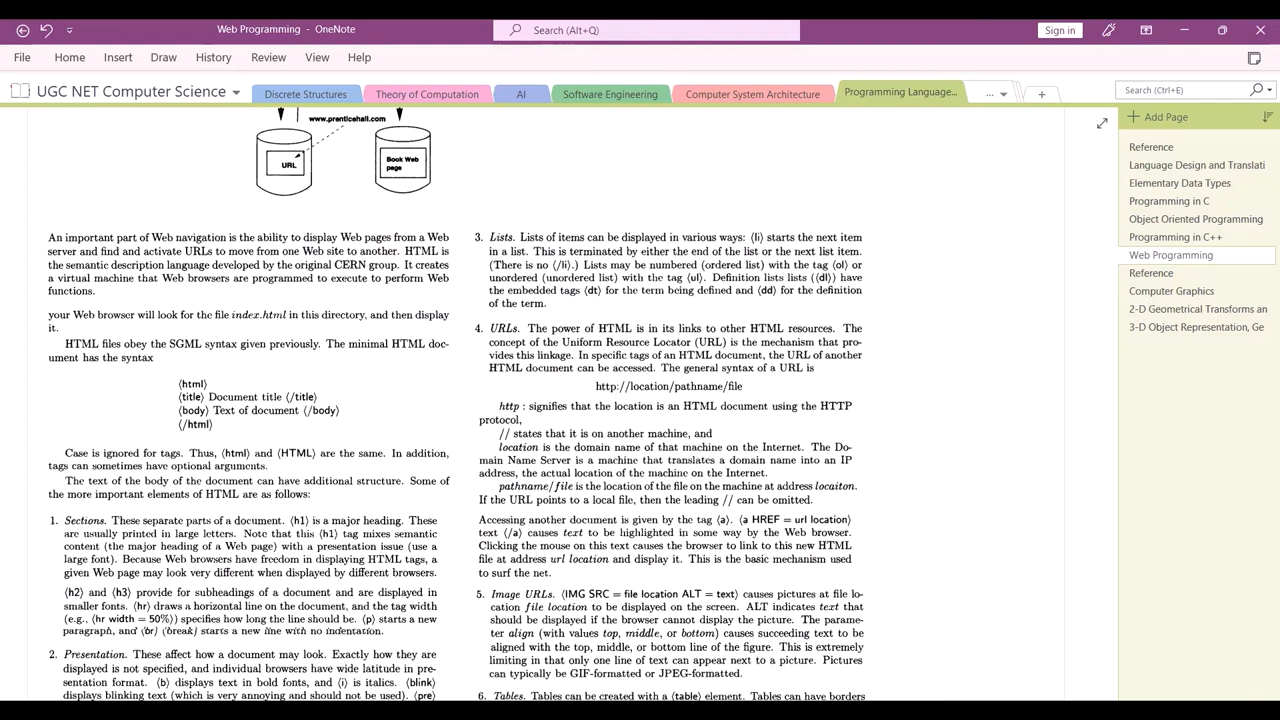 Web Programming - OneNote
Search (Alt+Q)
Sign in
File
Home
Insert
Draw
History
Review
View
Help
UGC NET Computer Science
Discrete Structures
Theory of Computation
AI
Software Engineering
Computer System Architecture
Programming Language...
...
Search (Ctrl+E)
www.prenticehall.com
URL
Book Web
page
An important part of Web navigation is the ability to display Web pages from a Web
server and find and activate URLs to move from one Web site to another. HTML is
the semantic description language developed by the original CERN group. It creates
a virtual machine that Web browsers are programmed to execute to perform Web
functions.
your Web browser will look for the file index.html in this directory, and then display
it.
HTML files obey the SGML syntax given previously. The minimal HTML doc-
ument has the syntax
⟨html⟩
⟨title⟩ Document title ⟨/title⟩
⟨body⟩ Text of document ⟨/body⟩
⟨/html⟩
Case is ignored for tags. Thus, ⟨html⟩ and ⟨HTML⟩ are the same. In addition,
tags can sometimes have optional arguments.
The text of the body of the document can have additional structure. Some of
the more important elements of HTML are as follows:
1. Sections. These separate parts of a document. ⟨h1⟩ is a major heading. These
are usually printed in large letters. Note that this ⟨h1⟩ tag mixes semantic
content (the major heading of a Web page) with a presentation issue (use a
large font). Because Web browsers have freedom in displaying HTML tags, a
given Web page may look very different when displayed by different browsers.
⟨h2⟩ and ⟨h3⟩ provide for subheadings of a document and are displayed in
smaller fonts. ⟨hr⟩ draws a horizontal line on the document, and the tag width
(e.g., ⟨hr width = 50%⟩) specifies how long the line should be. ⟨p⟩ starts a new
paragraph, and ⟨br⟩ (break) starts a new line with no indentation.
2. Presentation. These affect how a document may look. Exactly how they are
displayed is not specified, and individual browsers have wide latitude in pre-
sentation format. ⟨b⟩ displays text in bold fonts, and ⟨i⟩ is italics. ⟨blink⟩
displays blinking text (which is very annoying and should not be used). ⟨pre⟩
3. Lists. Lists of items can be displayed in various ways: ⟨li⟩ starts the next item
in a list. This is terminated by either the end of the list or the next list item.
(There is no ⟨/li⟩.) Lists may be numbered (ordered list) with the tag ⟨ol⟩ or
unordered (unordered list) with the tag ⟨ul⟩. Definition lists lists (⟨dl⟩) have
the embedded tags ⟨dt⟩ for the term being defined and ⟨dd⟩ for the definition
of the term.
4. URLs. The power of HTML is in its links to other HTML resources. The
concept of the Uniform Resource Locator (URL) is the mechanism that pro-
vides this linkage. In specific tags of an HTML document, the URL of another
HTML document can be accessed. The general syntax of a URL is
http://location/pathname/file
http : signifies that the location is an HTML document using the HTTP
protocol,
// states that it is on another machine, and
location is the domain name of that machine on the Internet. The Do-
main Name Server is a machine that translates a domain name into an IP
address, the actual location of the machine on the Internet.
pathname/file is the location of the file on the machine at address locaiton.
If the URL points to a local file, then the leading // can be omitted.
Accessing another document is given by the tag ⟨a⟩. ⟨a HREF = url location⟩
text ⟨/a⟩ causes text to be highlighted in some way by the Web browser.
Clicking the mouse on this text causes the browser to link to this new HTML
file at address url location and display it. This is the basic mechanism used
to surf the net.
5. Image URLs. ⟨IMG SRC = file location ALT = text⟩ causes pictures at file lo-
cation file location to be displayed on the screen. ALT indicates text that
should be displayed if the browser cannot display the picture. The parame-
ter align (with values top, middle, or bottom) causes succeeding text to be
aligned with the top, middle, or bottom line of the figure. This is extremely
limiting in that only one line of text can appear next to a picture. Pictures
can typically be GIF-formatted or JPEG-formatted.
6. Tables. Tables can be created with a ⟨table⟩ element. Tables can have borders
Add Page
Reference
Language Design and Translati
Elementary Data Types
Programming in C
Object Oriented Programming
Programming in C++
Web Programming
Reference
Computer Graphics
2-D Geometrical Transforms an
3-D Object Representation, Ge